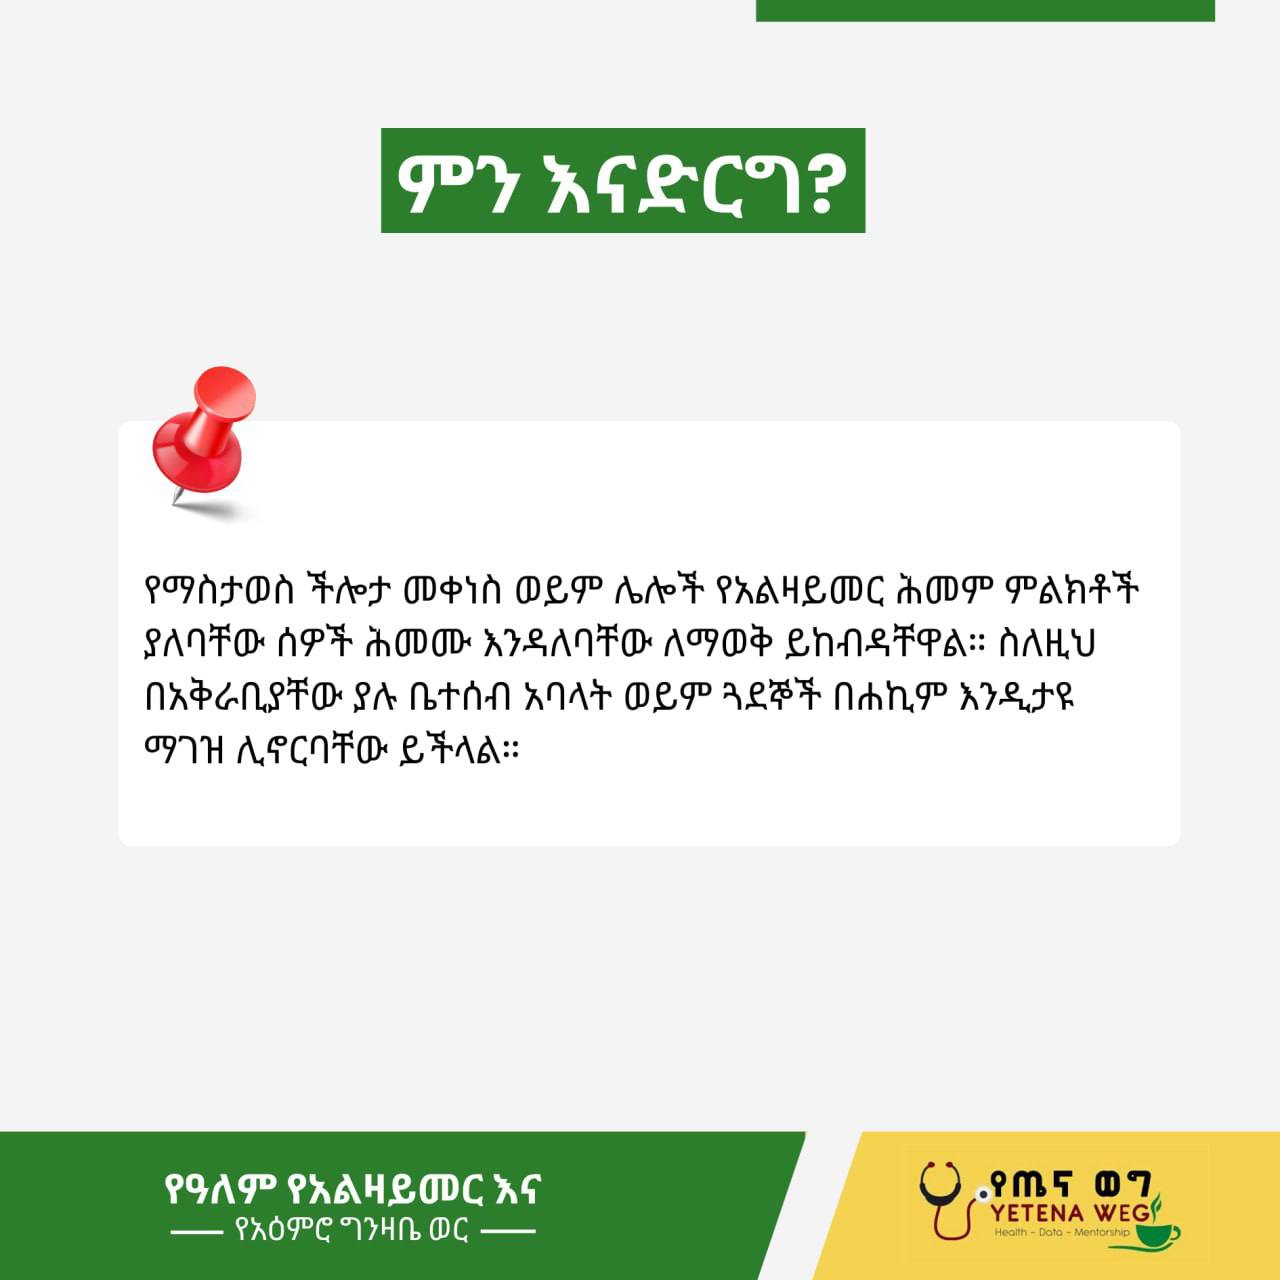 ምን እናድርግ?
የማስታወስ ችሎታ መቀነስ ወይም ሌሎች የአልዛይመር ሕመም ምልክቶች
ያለባቸው ሰዎች ሕመሙ እንዳለባቸው ለማወቅ ይከብዳቸዋል። ስለዚህ
በአቅራቢያቸው ያሉ ቤተሰብ አባላት ወይም ጓደኞች በሐኪም እንዲታዩ
ማገዝ ሊኖርባቸው ይችላል።
የዓለም የአልዛይመር እና
የአዕምሮ ግንዛቤ ወር
የጤና ወግ
YETENA WEG
Health - Data - Mentorship